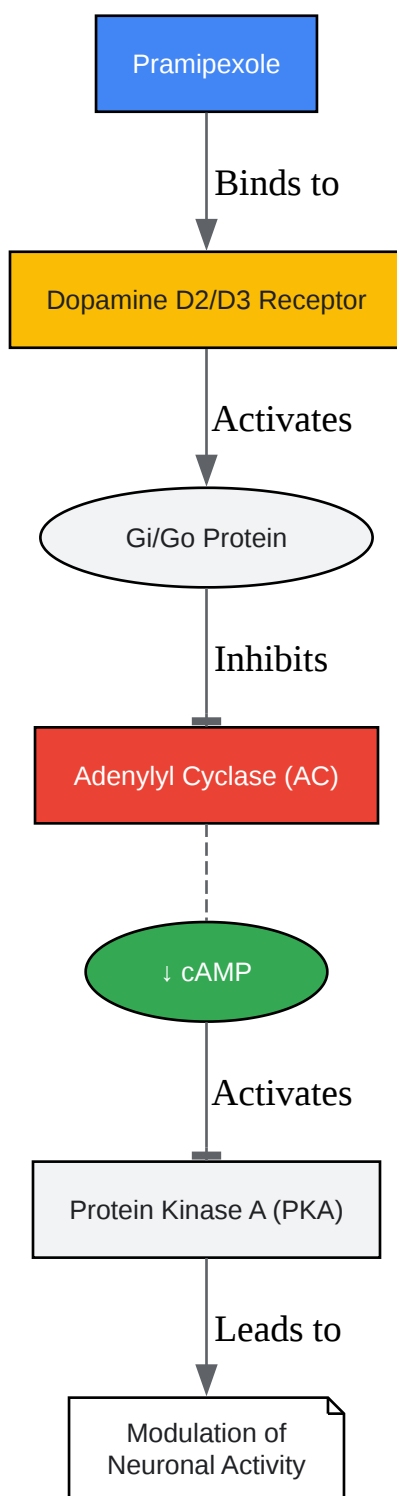 Pramipexole
Binds to
Dopamine D2/D3 Receptor
Activates
Gi/Go Protein
Inhibits
Adenylyl Cyclase (AC)
↓ cAMP
Activates
Protein Kinase A (PKA)
Leads to
Modulation of
Neuronal Activity